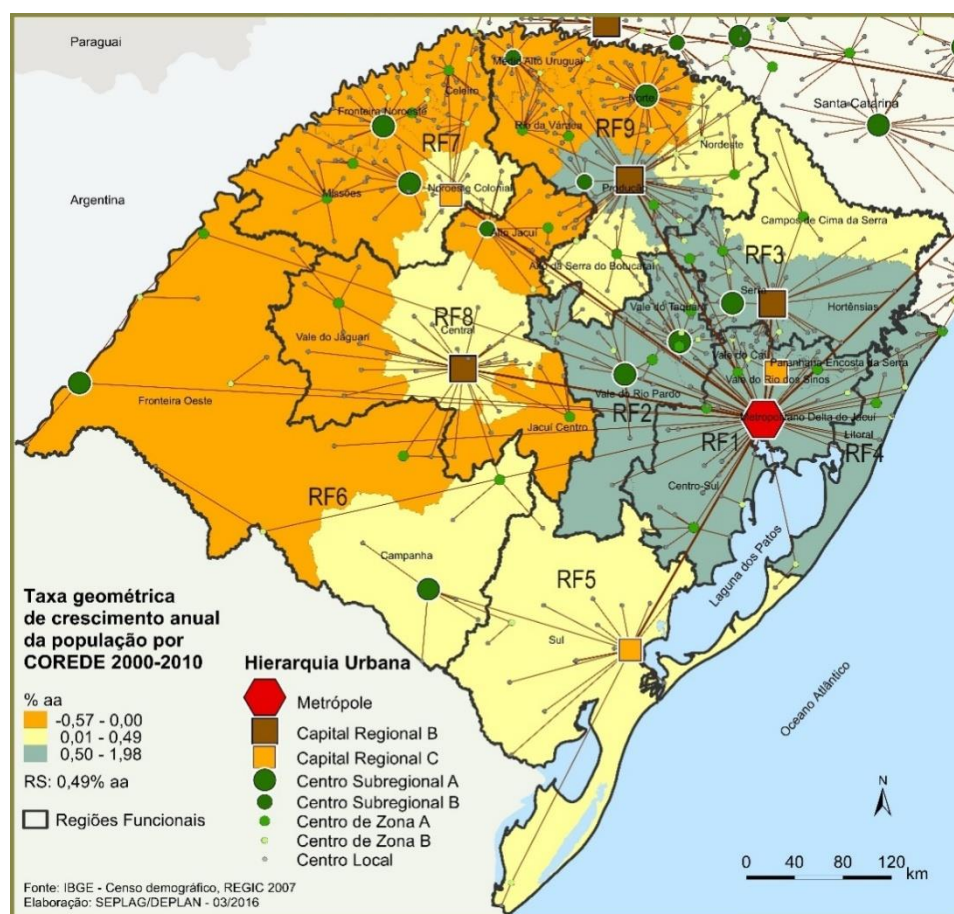 Paraguai
Argentina
Santa Catarina
Médio Alto Uruguai
Celeiro
Fronteira Noroeste
Norte
Rio da Várzea
RF9
Nordeste
RF7
Missões
Noroeste Colonial
Produção
Alto Jacuí
Campos de Cima da Serra
Alto da Serra do Botucaraí
RF3
Serra
Hortênsias
RF8
Central
Vale do Jaguari
Vale do Taquari
Vale do Caí
Paranhana-Encosta da Serra
Vale do Rio dos Sinos
Fronteira Oeste
Vale do Rio Pardo
Jacuí Centro
RF2
Metropolitano Delta do Jacuí
RF1
Litoral
RF4
Centro-Sul
RF6
Campanha
RF5
Sul
Laguna dos Patos
Oceano Atlântico
Taxa geométrica
de crescimento anual
da população por
COREDE 2000-2010
% aa
-0,57 - 0,00
0,01 - 0,49
0,50 - 1,98
RS: 0,49% aa
Regiões Funcionais
Hierarquia Urbana
Metrópole
Capital Regional B
Capital Regional C
Centro Subregional A
Centro Subregional B
Centro de Zona A
Centro de Zona B
Centro Local
N
0 40 80 120
km
Fonte: IBGE - Censo demográfico, REGIC 2007
Elaboração: SEPLAG/DEPLAN - 03/2016